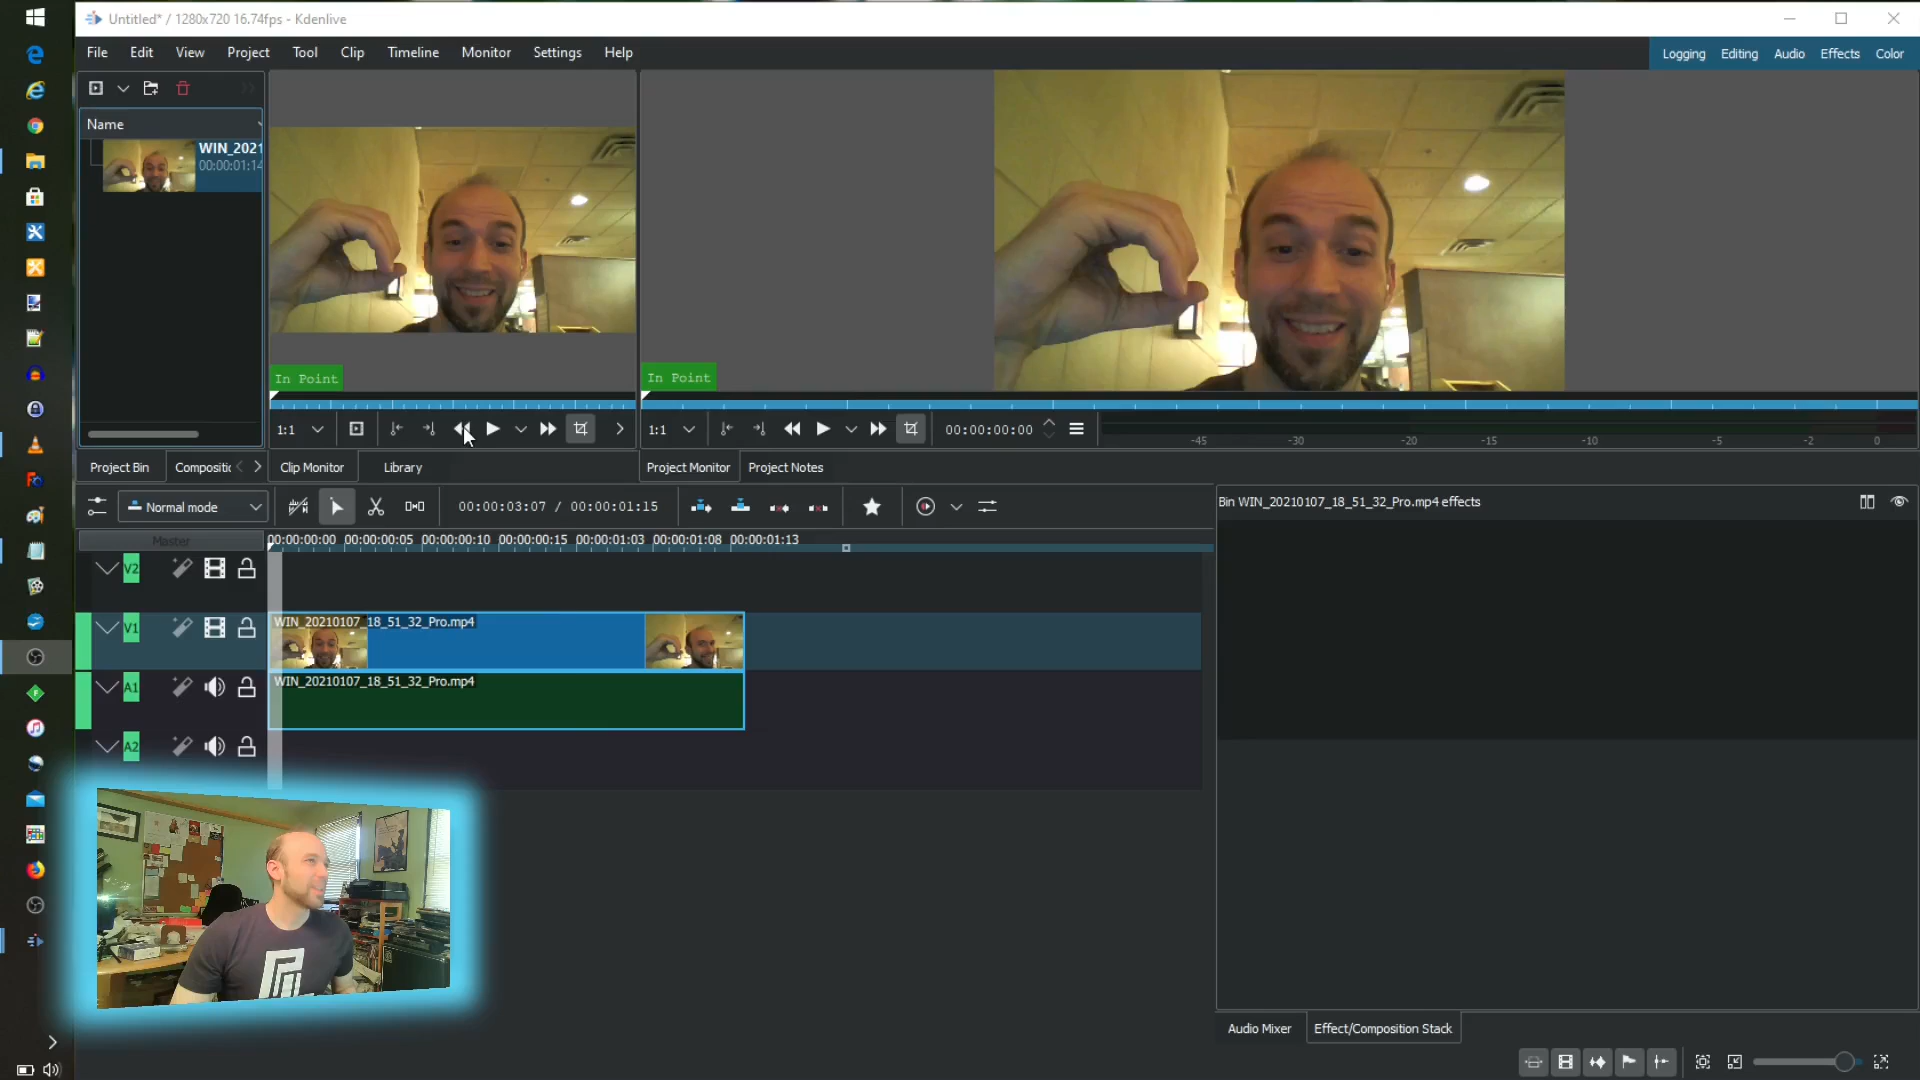 Untitled* / 1280x720 16.74fps - Kdenlive
File Edit View Project Tool Clip Timeline Monitor Settings Help
Logging Editing Audio Effects Color
Name
WIN_2021
00:00:01:14
In Point
In Point
1:1
1:1
00:00:00:00
-45 -30 -20 -15 -10 -5 -2 0
Project Bin Compositic Clip Monitor Library Project Monitor Project Notes
Normal mode
00:00:03:07 / 00:00:01:15
Bin WIN_20210107_18_51_32_Pro.mp4 effects
Master
00:00:00:00 00:00:00:05 00:00:00:10 00:00:00:15 00:00:01:03 00:00:01:08 00:00:01:13
V2
V1
WIN_20210107_18_51_32_Pro.mp4
A1
WIN_20210107_18_51_32_Pro.mp4
A2
Audio Mixer Effect/Composition Stack